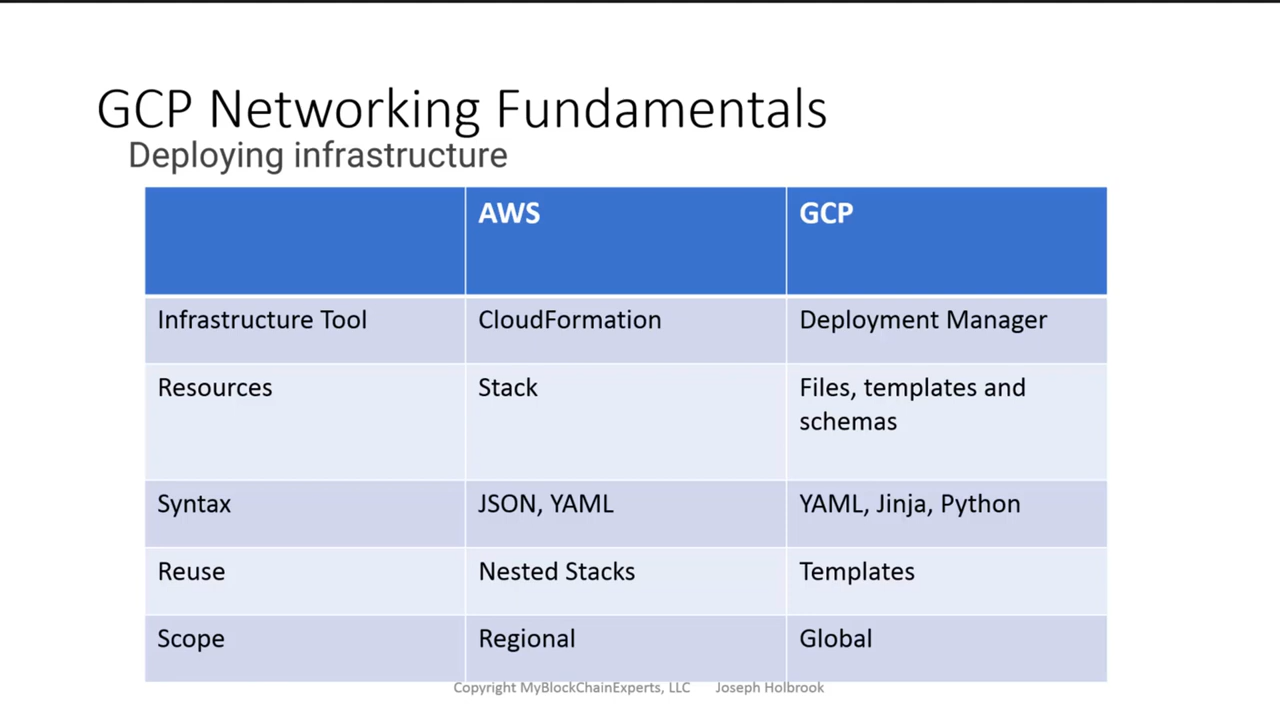 GCP Networking Fundamentals
Deploying infrastructure
AWS GCP
Infrastructure Tool CloudFormation Deployment Manager
Resources Stack Files, templates and
schemas
Syntax JSON, YAML YAML, Jinja, Python
Reuse Nested Stacks Templates
Scope Regional Global
Copyright MyBlockChainExperts, LLC Joseph Holbrook